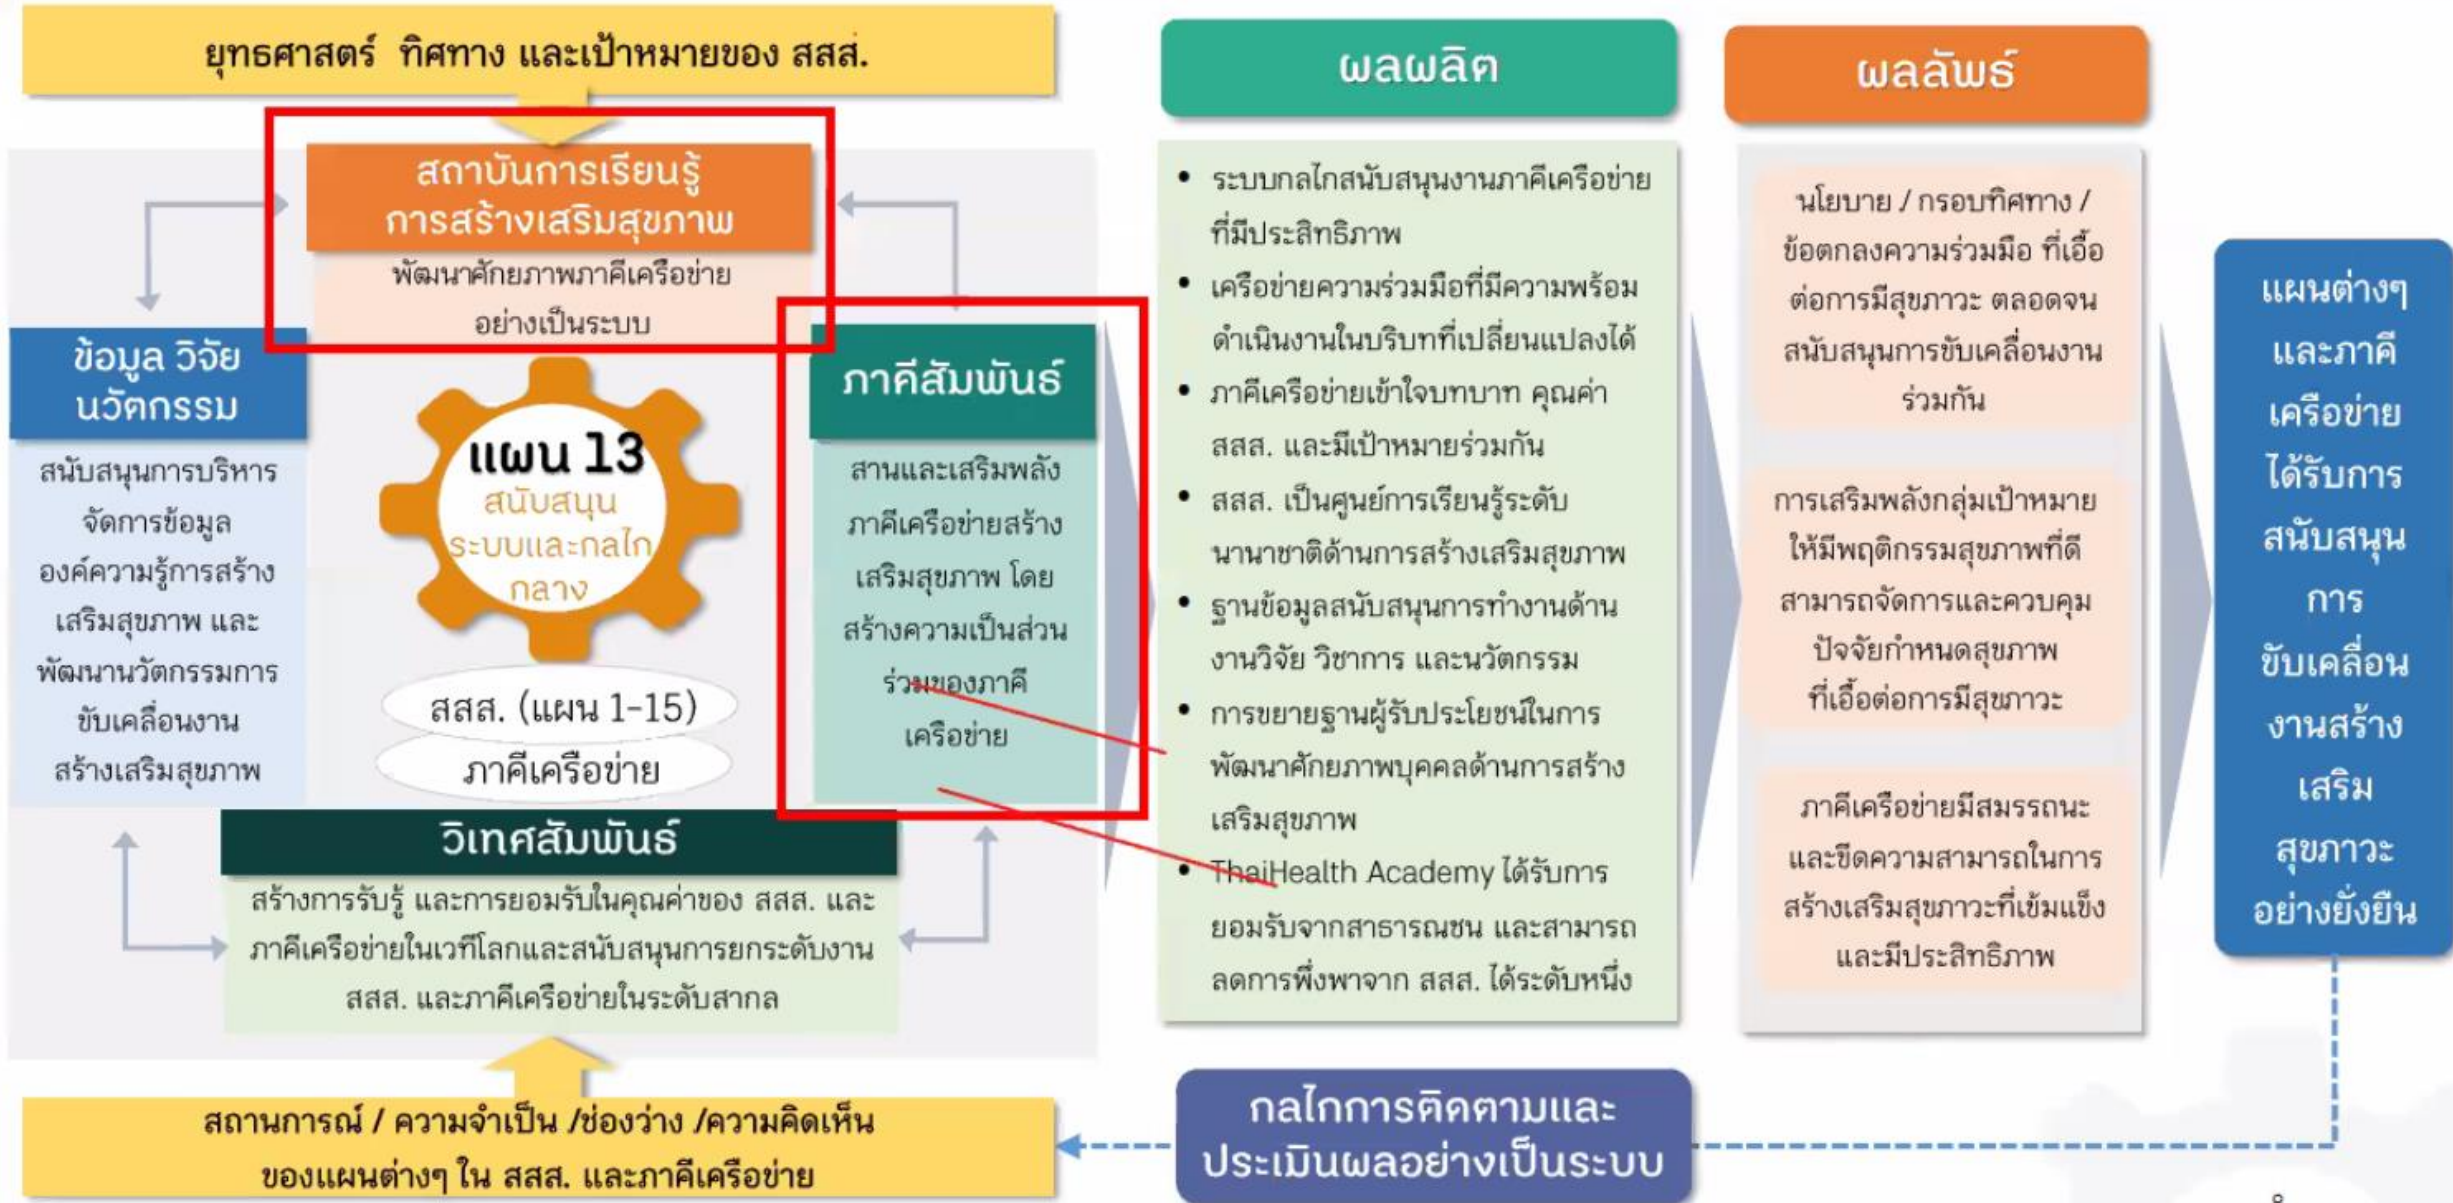 ยุทธศาสตร์ ทิศทาง และเป้าหมายของ สสส.
สถาบันการเรียนรู้
การสร้างเสริมสุขภาพ
พัฒนาศักยภาพภาคีเครือข่าย
อย่างเป็นระบบ
ข้อมูล วิจัย
นวัตกรรม
สนับสนุนการบริหาร
จัดการข้อมูล
องค์ความรู้การสร้าง
เสริมสุขภาพ และ
พัฒนานวัตกรรมการ
ขับเคลื่อนงาน
สร้างเสริมสุขภาพ
แผน 13
สนับสนุน
ระบบและกลไก
กลาง
สสส. (แผน 1-15)
ภาคีเครือข่าย
ภาคีสัมพันธ์
สานและเสริมพลัง
ภาคีเครือข่ายสร้าง
เสริมสุขภาพ โดย
สร้างความเป็นส่วน
ร่วมของภาคี
เครือข่าย
วิเทศสัมพันธ์
สร้างการรับรู้ และการยอมรับในคุณค่าของ สสส. และ
ภาคีเครือข่ายในเวทีโลกและสนับสนุนการยกระดับงาน
สสส. และภาคีเครือข่ายในระดับสากล
สถานการณ์ / ความจำเป็น /ช่องว่าง /ความคิดเห็น
ของแผนต่างๆ ใน สสส. และภาคีเครือข่าย
ผลผลิต
• ระบบกลไกสนับสนุนงานภาคีเครือข่าย
ที่มีประสิทธิภาพ
• เครือข่ายความร่วมมือที่มีความพร้อม
ดำเนินงานในบริบทที่เปลี่ยนแปลงได้
• ภาคีเครือข่ายเข้าใจบทบาท คุณค่า
สสส. และมีเป้าหมายร่วมกัน
• สสส. เป็นศูนย์การเรียนรู้ระดับ
นานาชาติด้านการสร้างเสริมสุขภาพ
• ฐานข้อมูลสนับสนุนการทำงานด้าน
งานวิจัย วิชาการ และนวัตกรรม
• การขยายฐานผู้รับประโยชน์ในการ
พัฒนาศักยภาพบุคคลด้านการสร้าง
เสริมสุขภาพ
• ThaiHealth Academy ได้รับการ
ยอมรับจากสาธารณชน และสามารถ
ลดการพึ่งพาจาก สสส. ได้ระดับหนึ่ง
ผลลัพธ์
นโยบาย / กรอบทิศทาง /
ข้อตกลงความร่วมมือ ที่เอื้อ
ต่อการมีสุขภาวะ ตลอดจน
สนับสนุนการขับเคลื่อนงาน
ร่วมกัน
การเสริมพลังกลุ่มเป้าหมาย
ให้มีพฤติกรรมสุขภาพที่ดี
สามารถจัดการและควบคุม
ปัจจัยกำหนดสุขภาพ
ที่เอื้อต่อการมีสุขภาวะ
ภาคีเครือข่ายมีสมรรถนะ
และขีดความสามารถในการ
สร้างเสริมสุขภาวะที่เข้มแข็ง
และมีประสิทธิภาพ
แผนต่างๆ
และภาคี
เครือข่าย
ได้รับการ
สนับสนุน
การ
ขับเคลื่อน
งานสร้าง
เสริม
สุขภาวะ
อย่างยั่งยืน
กลไกการติดตามและ
ประเมินผลอย่างเป็นระบบ